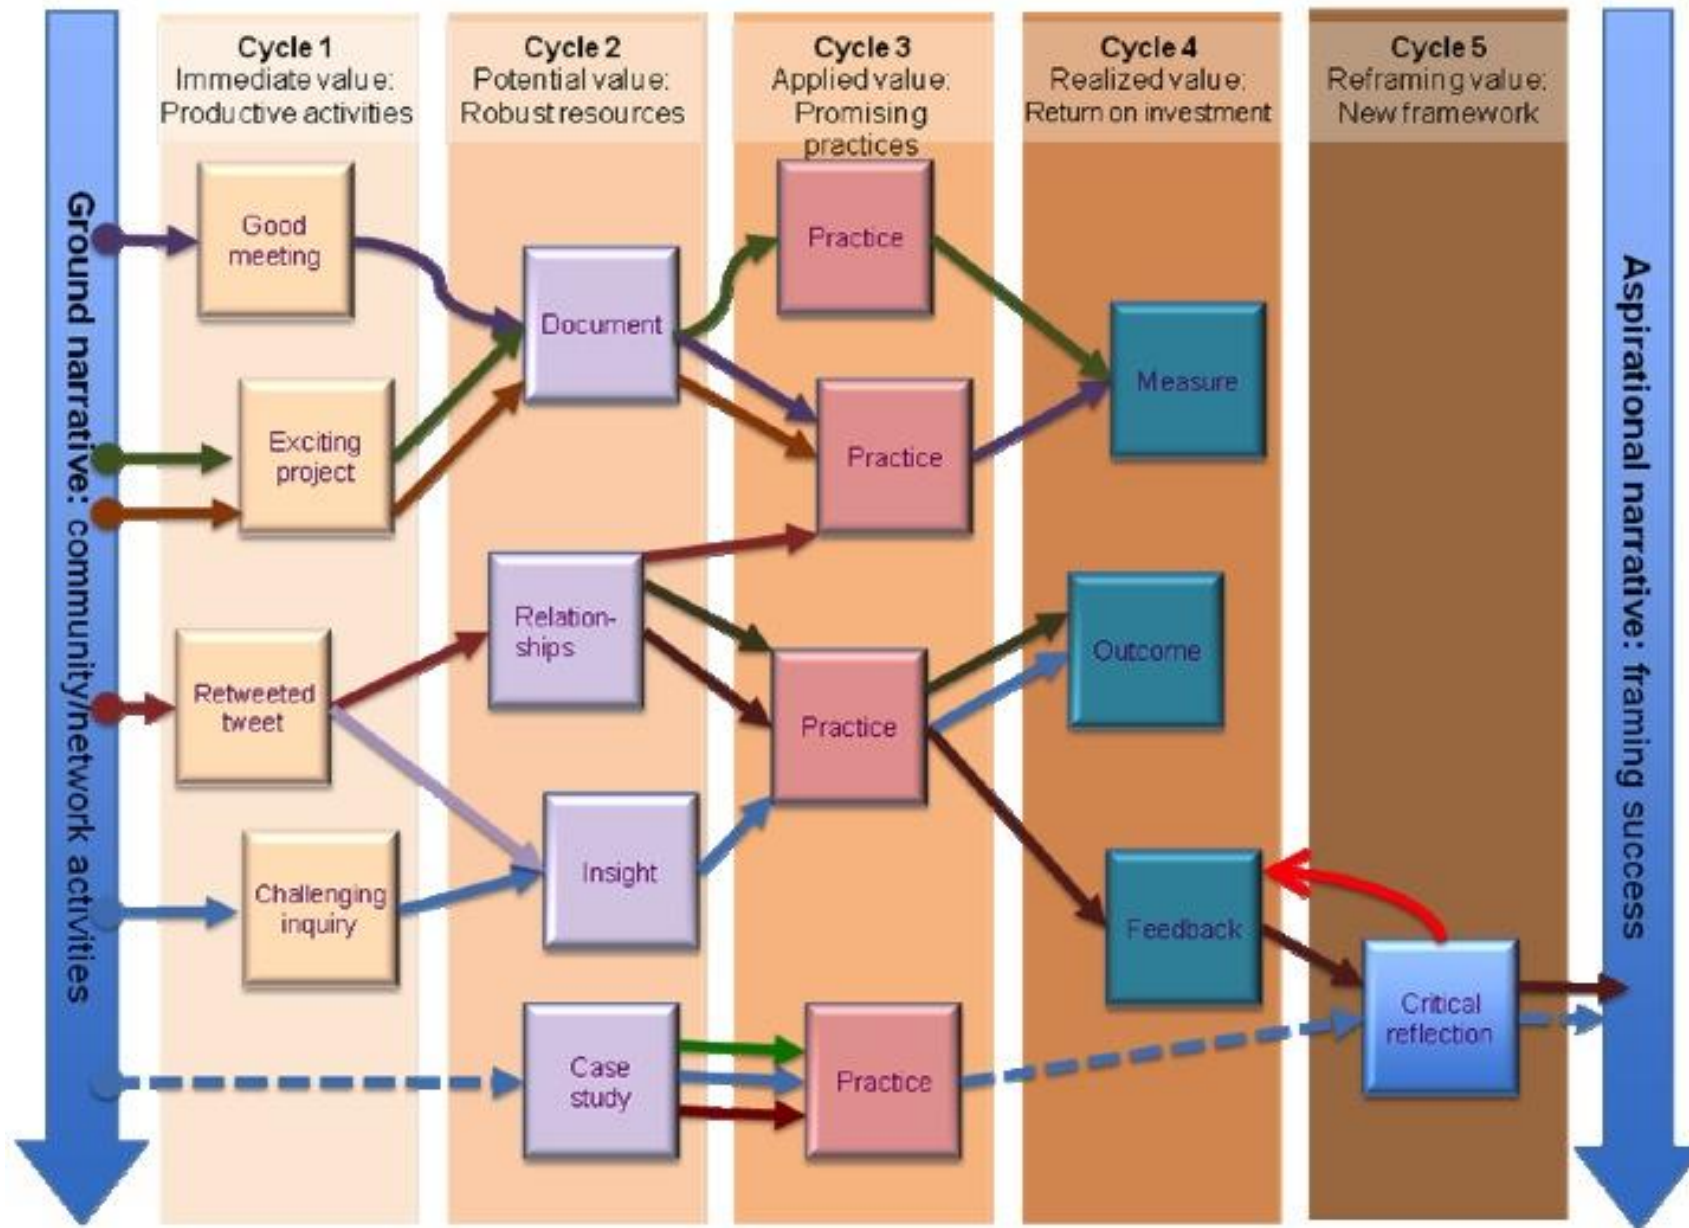 Ground narrative: community/network activities
Cycle 1
Immediate value:
Productive activities
Good
meeting
Exciting
project
Retweeted
tweet
Challenging
inquiry
Cycle 2
Potential value:
Robust resources
Document
Relation-
ships
Insight
Case
study
Cycle 3
Applied value:
Promising
practices
Practice
Practice
Practice
Practice
Cycle 4
Realized value:
Return on investment
Measure
Outcome
Feedback
Cycle 5
Reframing value:
New framework
Critical
reflection
Aspirational narrative: framing success